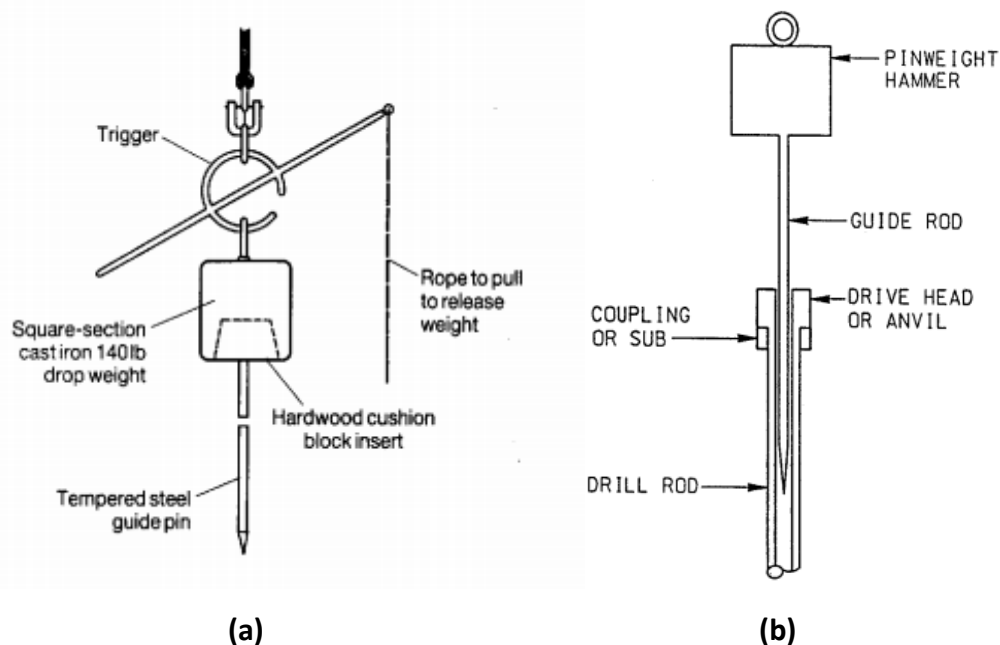 Trigger
Rope to pull
to release
weight
Square-section
cast iron 140lb
drop weight
Hardwood cushion
block insert
Tempered steel
guide pin
(a)
PINWEIGHT
HAMMER
GUIDE ROD
DRIVE HEAD
OR ANVIL
COUPLING
OR SUB
DRILL ROD
(b)